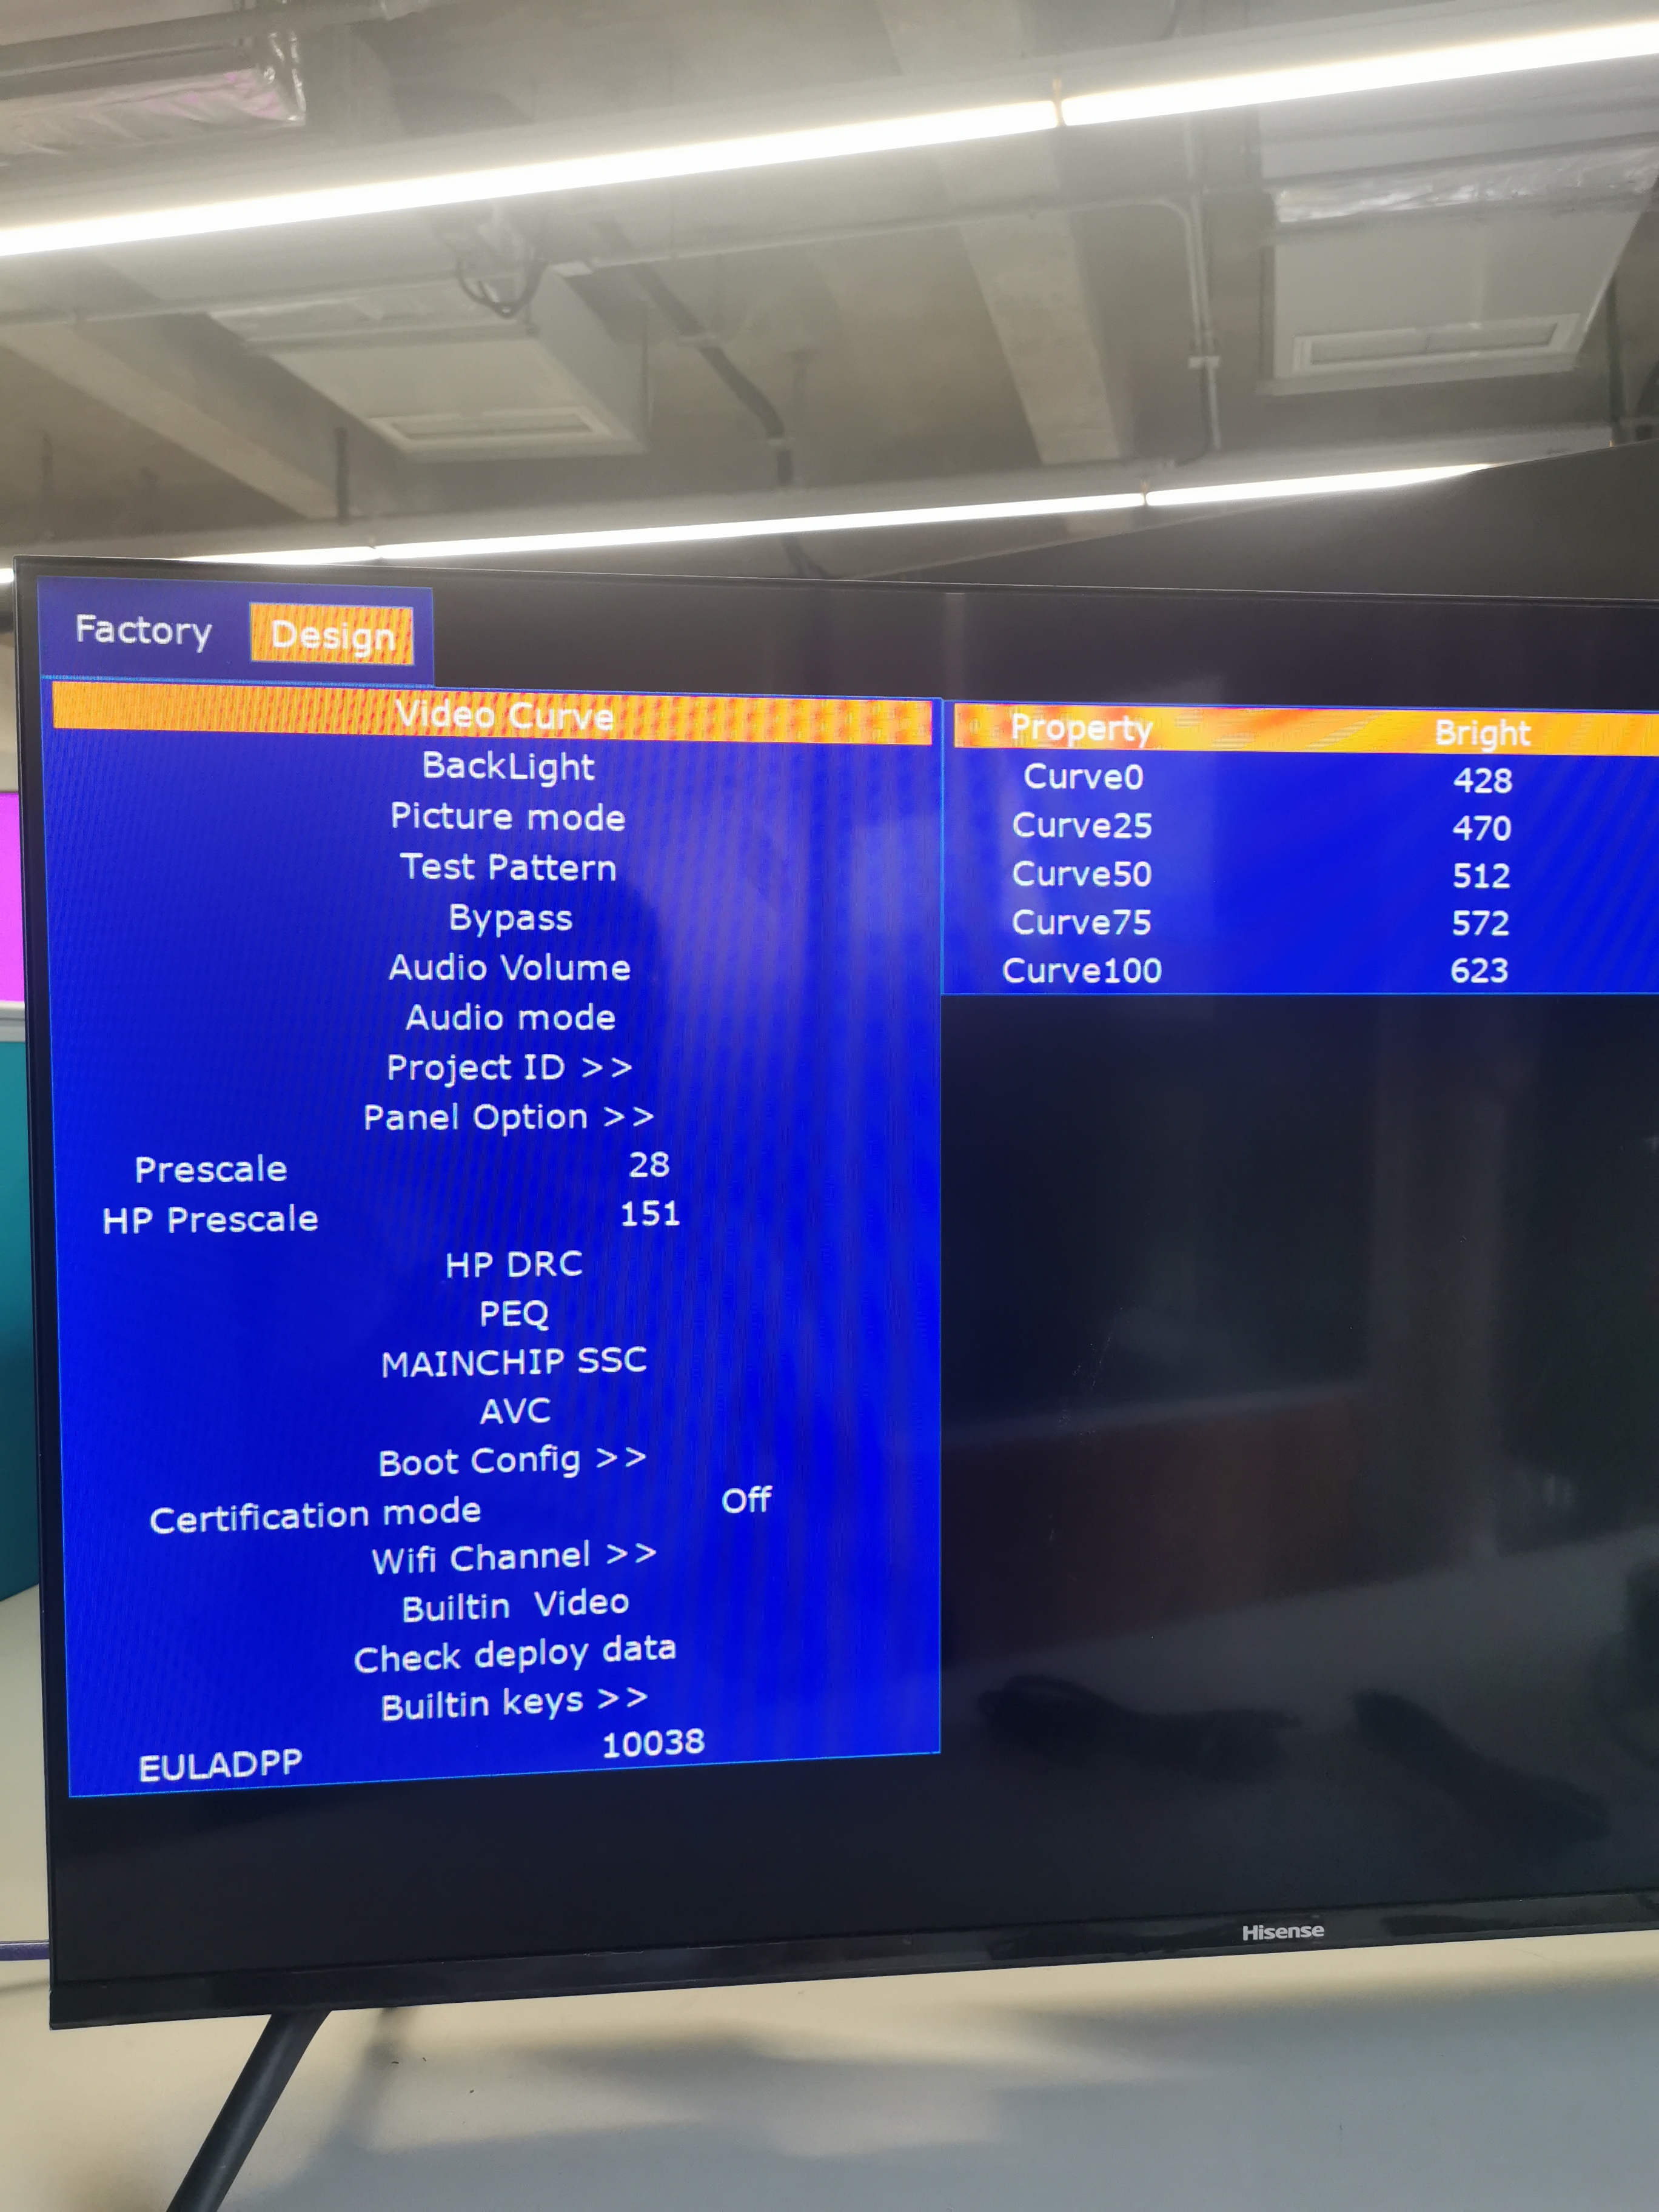 Factory Design
Video Curve
BackLight
Picture mode
Test Pattern
Bypass
Audio Volume
Audio mode
Project ID >>
Panel Option >>
Prescale 28
HP Prescale 151
HP DRC
PEQ
MAINCHIP SSC
AVC
Boot Config >>
Certification mode Off
Wifi Channel >>
Builtin Video
Check deploy data
Builtin keys >>
EULADPP 10038
Property Bright
Curve0 428
Curve25 470
Curve50 512
Curve75 572
Curve100 623
Hisense